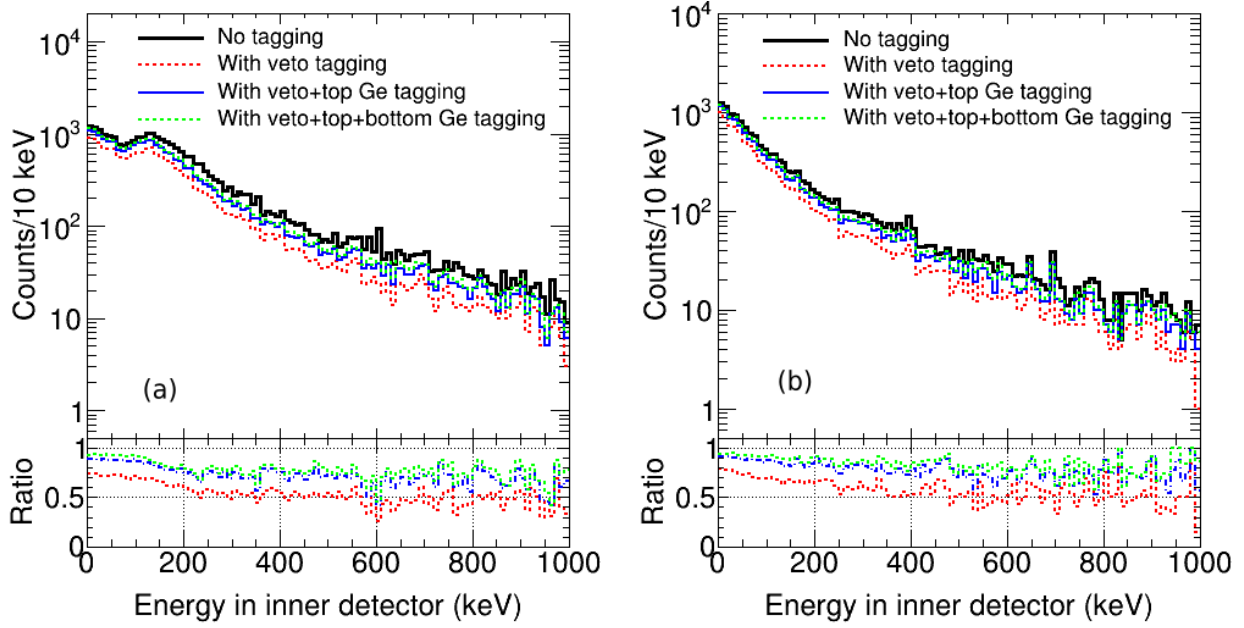 No tagging
With veto tagging
With veto+top Ge tagging
With veto+top+bottom Ge tagging
10^4
10^3
10^2
10
1
Counts/10 keV
(a)
1
0.5
0
Ratio
0 200 400 600 800 1000
Energy in inner detector (keV)
No tagging
With veto tagging
With veto+top Ge tagging
With veto+top+bottom Ge tagging
10^4
10^3
10^2
10
1
Counts/10 keV
(b)
1
0.5
0
Ratio
0 200 400 600 800 1000
Energy in inner detector (keV)